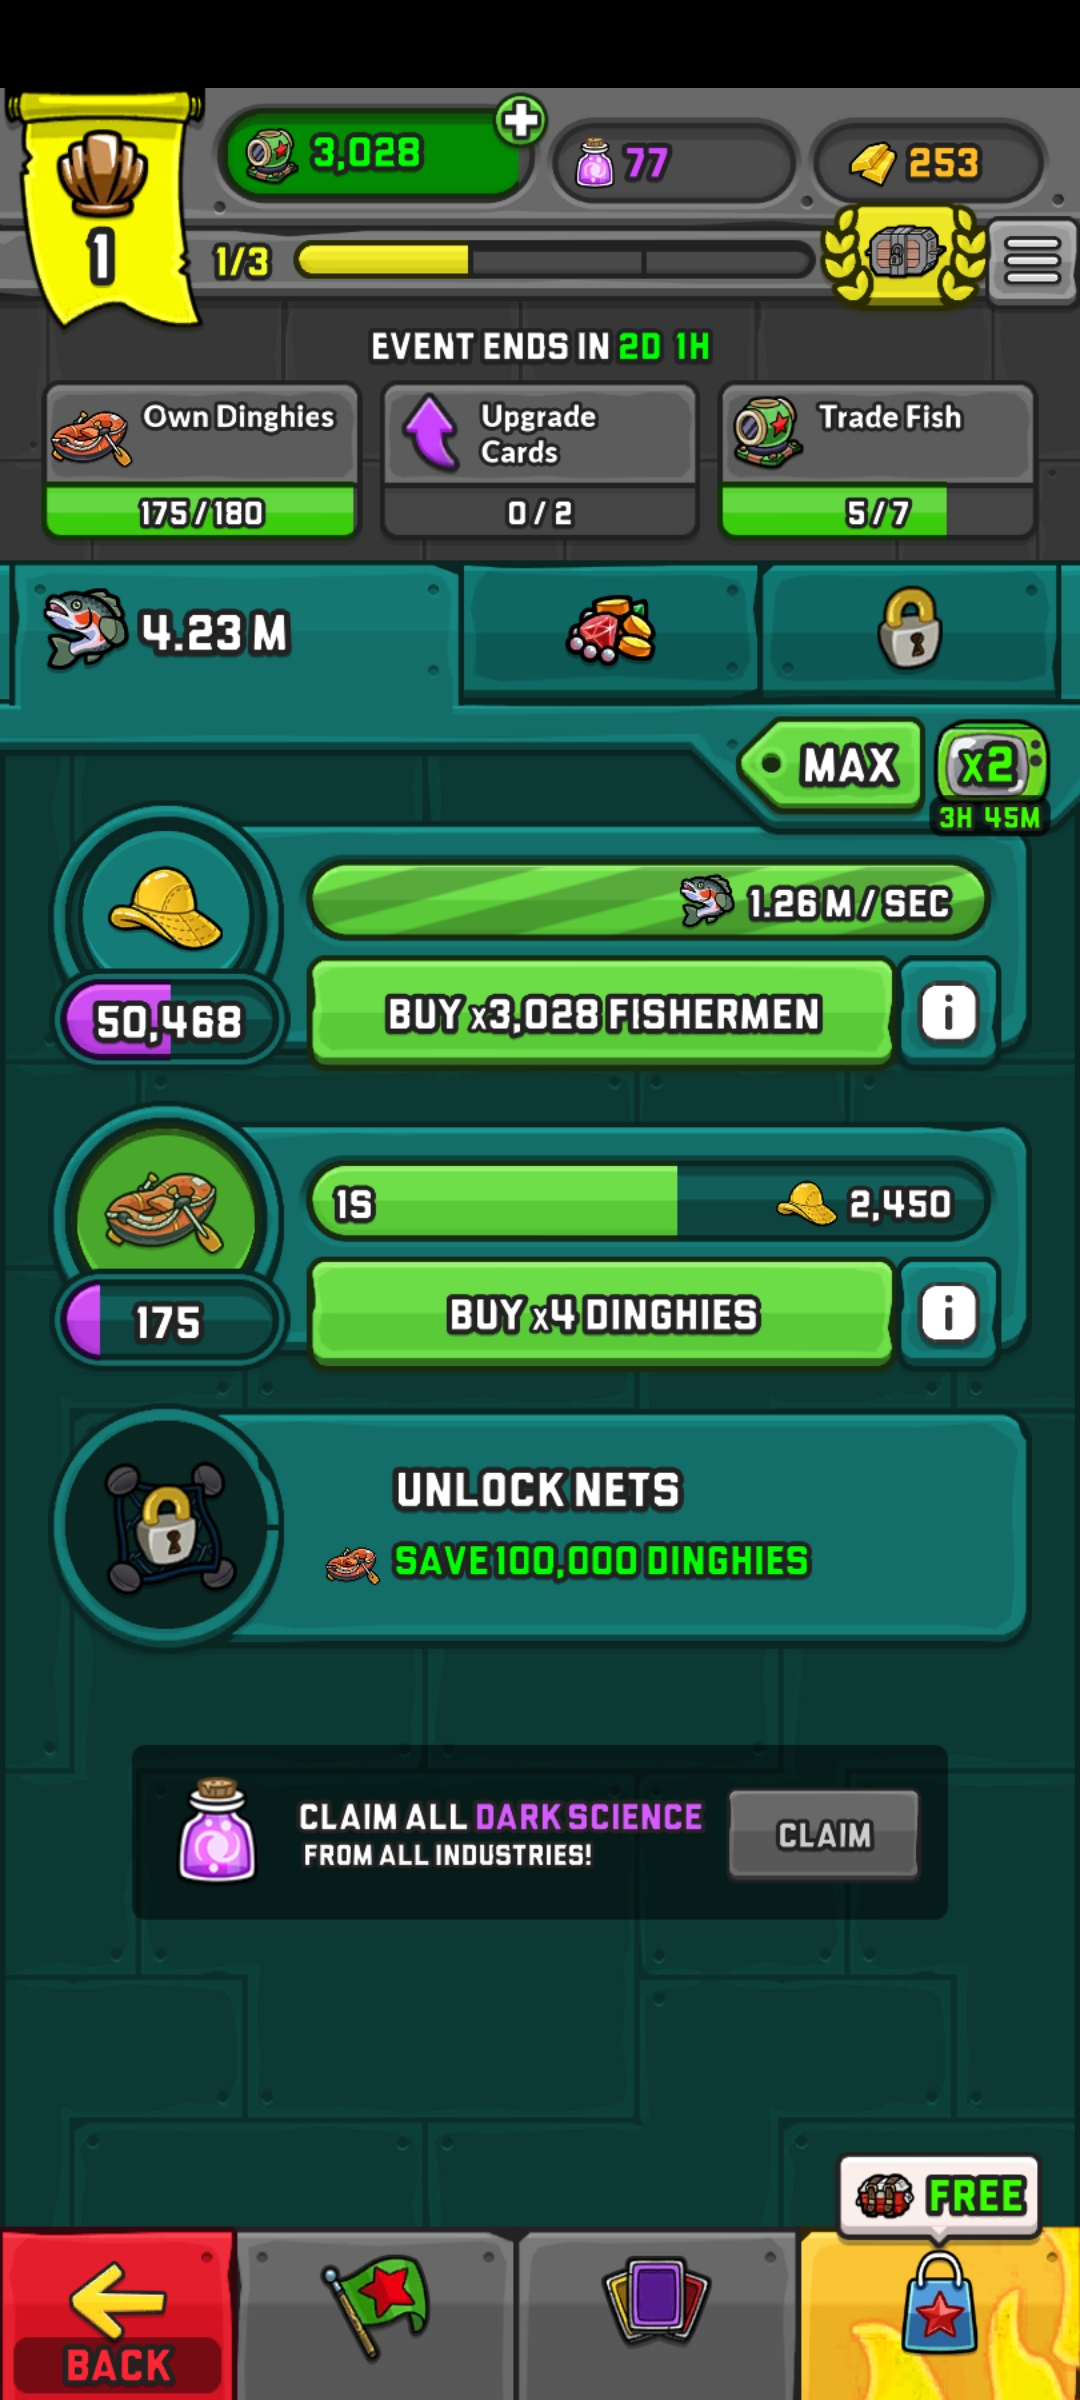 3,028
77
253
1
1/3
EVENT ENDS IN 2D 1H
Own Dinghies
175/180
Upgrade
Cards
0/2
Trade Fish
5/7
4.23 M
MAX
x2
3H 45M
1.26 M / SEC
50,468
BUY x3,028 FISHERMEN
i
1S
2,450
175
BUY x4 DINGHIES
i
UNLOCK NETS
SAVE 100,000 DINGHIES
CLAIM ALL DARK SCIENCE
FROM ALL INDUSTRIES!
CLAIM
FREE
BACK